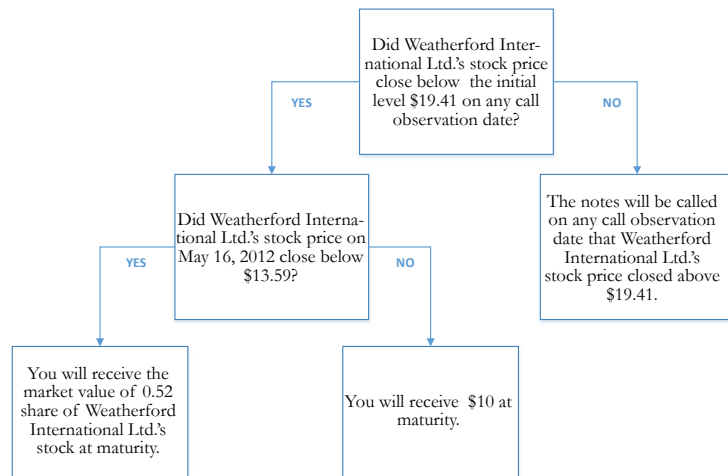 Did Weatherford Inter-
national Ltd.'s stock price
close below the initial
level $19.41 on any call
observation date?
YES
NO
Did Weatherford Interna-
tional Ltd.'s stock price on
May 16, 2012 close below
$13.59?
The notes will be called
on any call observation
date that Weatherford
International Ltd.'s
stock price closed above
$19.41.
YES
NO
You will receive the
market value of 0.52
share of Weatherford
International Ltd.'s
stock at maturity.
You will receive $10 at
maturity.